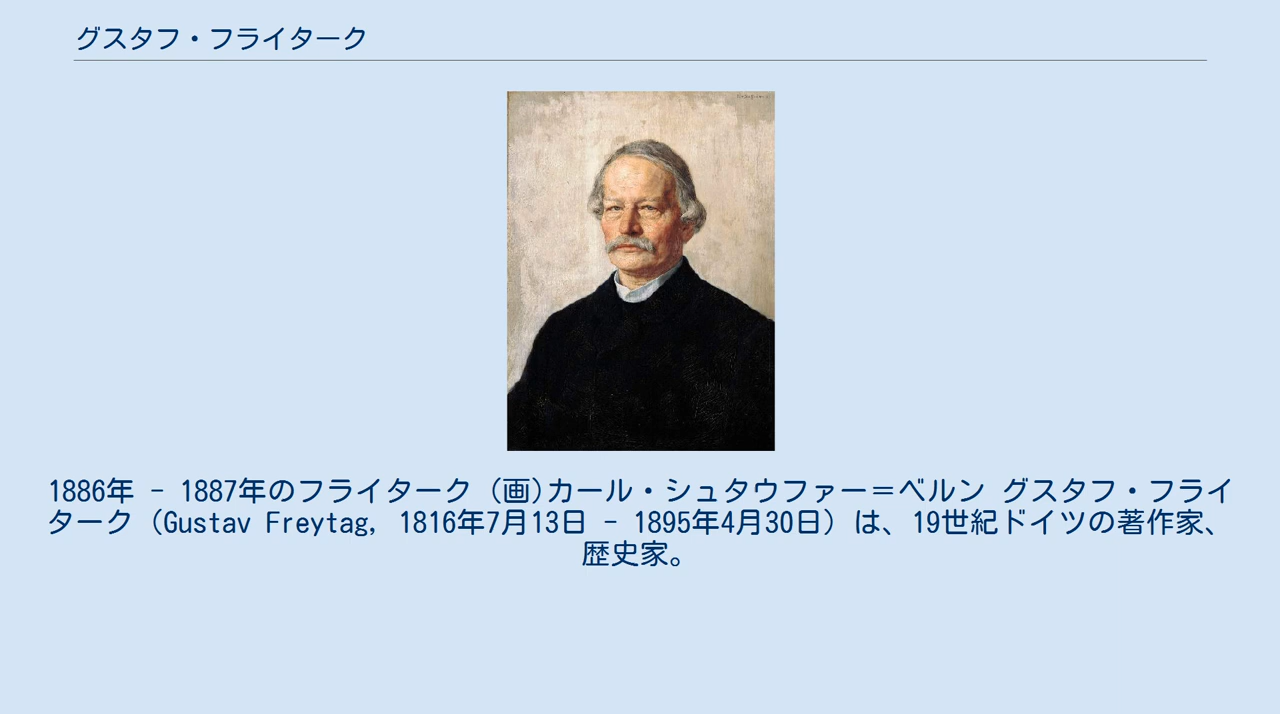 グスタフ・フライターク
1886年 - 1887年のフライターク (画)カール・シュタウファー＝ベルン グスタフ・フライ
ターク（Gustav Freytag, 1816年7月13日 - 1895年4月30日）は、19世紀ドイツの著作家、
歴史家。